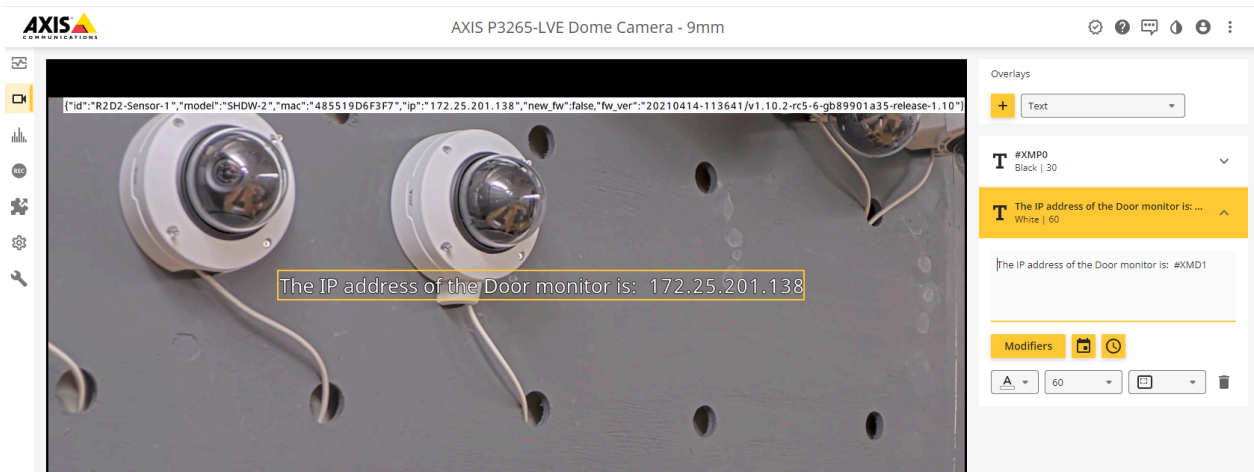 AXIS
COMMUNICATIONS
AXIS P3265-LVE Dome Camera - 9mm
{"id":"R2D2-Sensor-1","model":"SHDW-2","mac":"485519D6F3F7","ip":"172.25.201.138","new_fw":false,"fw_ver":"20210414-113641/v1.10.2-rc5-6-gb89901a35-release-1.10"}
The IP address of the Door monitor is:  172.25.201.138
REC
Overlays
+ Text
T #XMP0
Black | 30
T The IP address of the Door monitor is: ...
White | 60
The IP address of the Door monitor is:  #XMD1
Modifiers
A 60